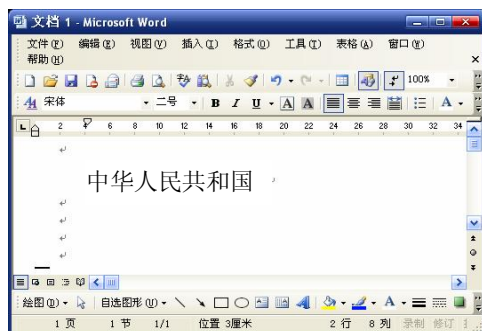 文档 1 - Microsoft Word
文件(F) 编辑(E) 视图(V) 插入(I) 格式(O) 工具(T) 表格(A) 窗口(W)
帮助(H)
100%
宋体 二号 B I U A A A
L 2 4 6 8 10 12 14 16 18 20 22 24 26 28 30 32 34
中华人民共和国
绘图(D) 自选图形(U) A
1 页 1 节 1/1 位置 3厘米 2 行 8 列 录制 修订